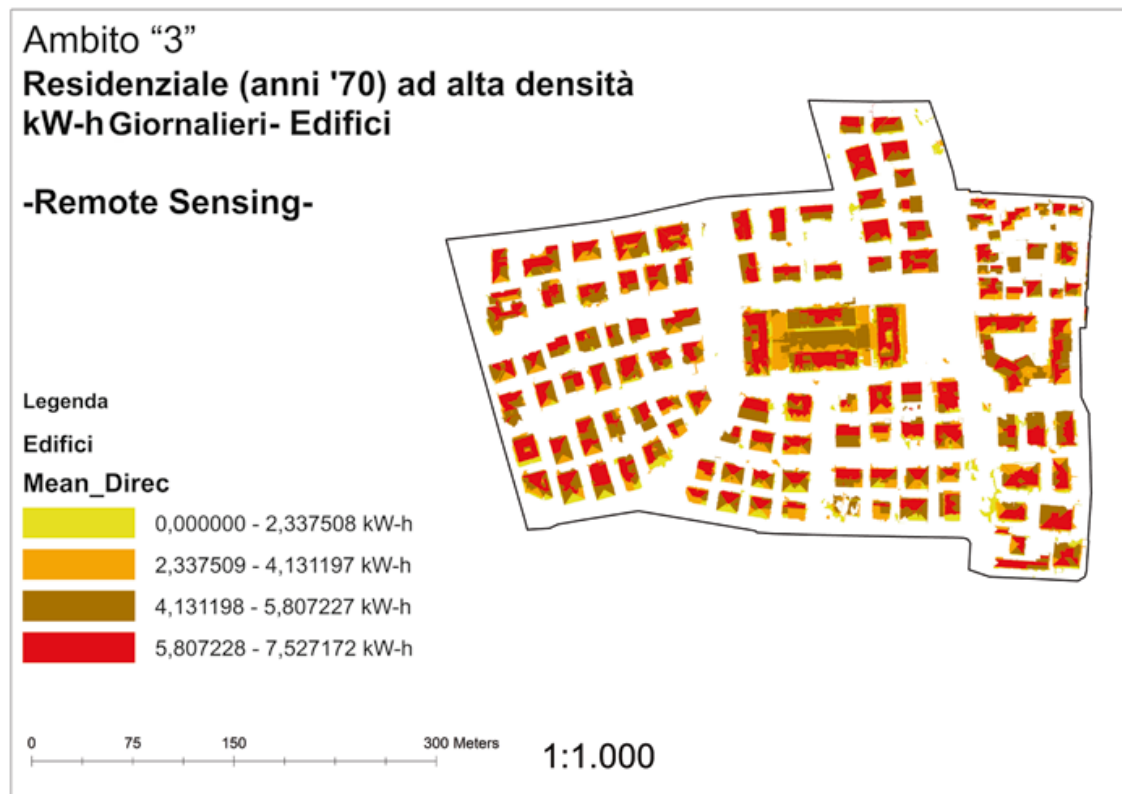 Ambito “3”
Residenziale (anni '70) ad alta densità
kW-h Giornalieri- Edifici
-Remote Sensing-
Legenda
Edifici
Mean_Direc
0,000000 - 2,337508 kW-h
2,337509 - 4,131197 kW-h
4,131198 - 5,807227 kW-h
5,807228 - 7,527172 kW-h
0 75 150 300 Meters
1:1.000